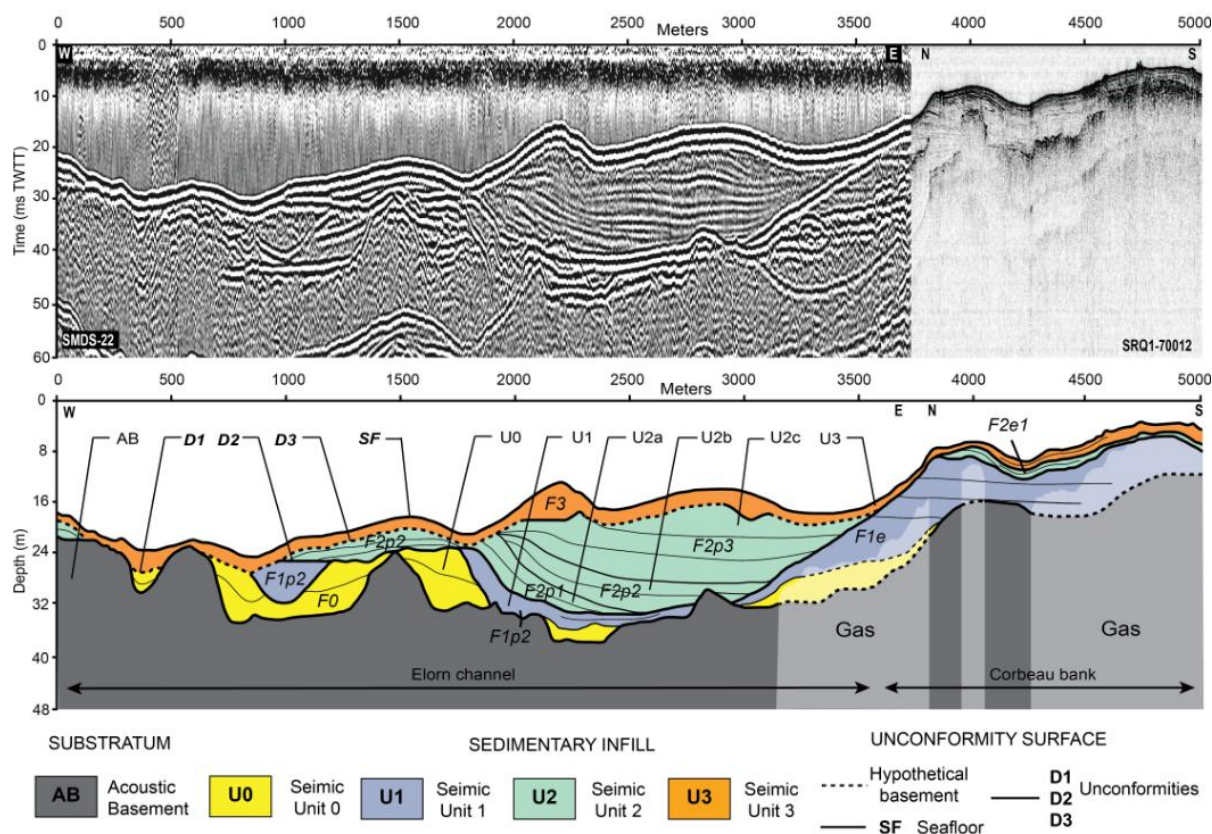 Meters
0 500 1000 1500 2000 2500 3000 3500 4000 4500 5000
W E N S
Time (ms TWTT)
0
10
20
30
40
50
60
SMDS-22 SRQ1-70012
0 500 1000 1500 2000 2500 3000 3500 4000 4500 5000
Meters
W E N S
Depth (m)
0
8
16
24
32
40
48
AB D1 D2 D3 SF U0 U1 U2a U2b U2c U3 F2e1
F3
F2p2 F2p3 F1e
F1p2 F2p1 F2p2
F0
F1p2
Gas Gas
Elorn channel Corbeau bank
SUBSTRATUM SEDIMENTARY INFILL UNCONFORMITY SURFACE
AB Acoustic Basement
U0 Seimic Unit 0
U1 Seimic Unit 1
U2 Seimic Unit 2
U3 Seimic Unit 3
Hypothetical basement
SF Seafloor
D1
D2 Unconformities
D3